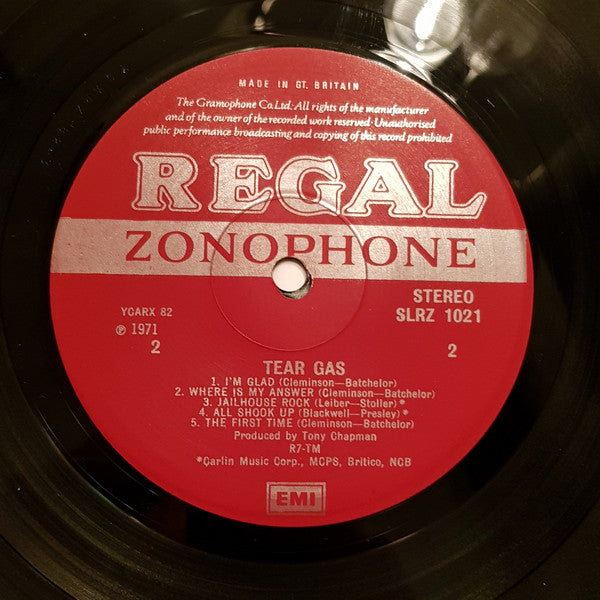 MADE IN GT. BRITAIN
The Gramophone Co. Ltd. All rights of the manufacturer
and of the owner of the recorded work reserved · Unauthorised
public performance broadcasting and copying of this record prohibited
REGAL
ZONOPHONE
STEREO
YCARX 82
SLRZ 1021
℗ 1971
2
2
TEAR GAS
1. I'M GLAD (Cleminson—Batchelor)
2. WHERE IS MY ANSWER (Cleminson—Batchelor)
3. JAILHOUSE ROCK (Leiber—Stoller)*
4. ALL SHOOK UP (Blackwell—Presley)*
5. THE FIRST TIME (Cleminson—Batchelor)
Produced by Tony Chapman
R7-TM
*Carlin Music Corp., MCPS, Britico, NCB
EMI